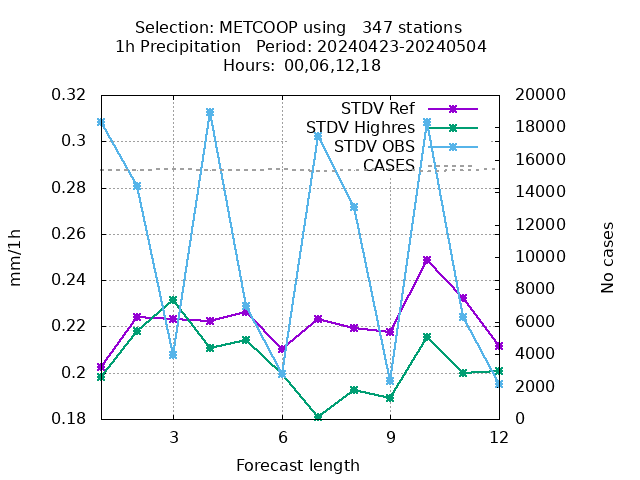 Selection: METCOOP using   347 stations
1h Precipitation   Period: 20240423-20240504
Hours: 00,06,12,18
STDV Ref
STDV Highres
STDV OBS
CASES
0.32
0.3
0.28
0.26
0.24
0.22
0.2
0.18
mm/1h
20000
18000
16000
14000
12000
10000
8000
6000
4000
2000
0
No cases
3 6 9 12
Forecast length